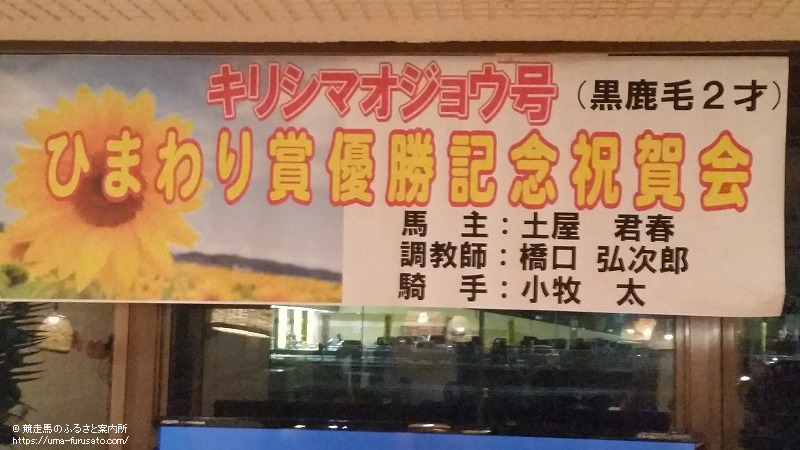 キリシマオジョウ号（黒鹿毛２才）
ひまわり賞優勝記念祝賀会
馬　主：土屋　君春
調教師：橋口 弘次郎
騎　手：小牧　太
© 競走馬のふるさと案内所
https://uma-furusato.com/